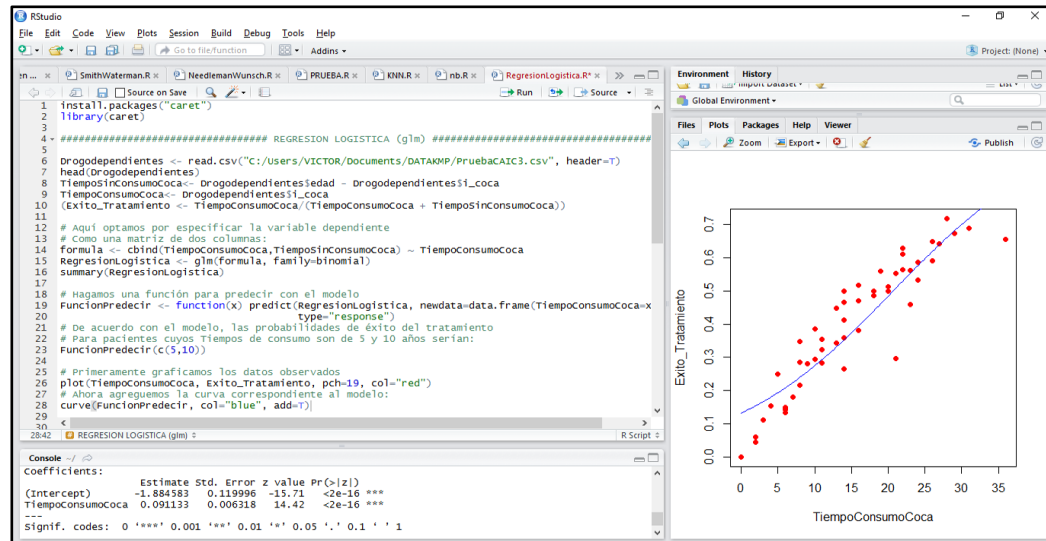 RStudio
File Edit Code View Plots Session Build Debug Tools Help
Go to file/function Addins Project: (None)
en ... SmithWaterman.R NeedlemanWunsch.R PRUEBA.R KNN.R nb.R RegresionLogistica.R*
Source on Save Run Source
1 install.packages("caret")
2 library(caret)
3
4 ################################## REGRESION LOGISTICA (glm) ####################################
5
6 Drogodependientes <- read.csv("C:/Users/VICTOR/Documents/DATAKMP/PruebaCAIC3.csv", header=T)
7 head(Drogodependientes)
8 TiempoSinConsumoCoca<- Drogodependientes$edad - Drogodependientes$i_coca
9 TiempoConsumoCoca<- Drogodependientes$i_coca
10 (Exito_Tratamiento <- TiempoConsumoCoca/(TiempoConsumoCoca + TiempoSinConsumoCoca))
11
12 # Aquí optamos por especificar la variable dependiente
13 # Como una matriz de dos columnas:
14 formula <- cbind(TiempoConsumoCoca,TiempoSinConsumoCoca) ~ TiempoConsumoCoca
15 RegresionLogistica <- glm(formula, family=binomial)
16 summary(RegresionLogistica)
17
18 # Hagamos una función para predecir con el modelo
19 FuncionPredecir <- function(x) predict(RegresionLogistica, newdata=data.frame(TiempoConsumoCoca=x
20 type="response")
21 # De acuerdo con el modelo, las probabilidades de éxito del tratamiento
22 # Para pacientes cuyos Tiempos de consumo son de 5 y 10 años serían:
23 FuncionPredecir(c(5,10))
24
25 # Primeramente graficamos los datos observados
26 plot(TiempoConsumoCoca, Exito_Tratamiento, pch=19, col="red")
27 # Ahora agreguemos la curva correspondiente al modelo:
28 curve(FuncionPredecir, col="blue", add=T)
29
30
28:42 REGRESION LOGISTICA (glm) R Script
Console ~/
Coefficients:
Estimate Std. Error z value Pr(>|z|)
(Intercept) -1.884583 0.119996 -15.71 <2e-16 ***
TiempoConsumoCoca 0.091133 0.006318 14.42 <2e-16 ***
---
Signif. codes: 0 ‘***’ 0.001 ‘**’ 0.01 ‘*’ 0.05 ‘.’ 0.1 ‘ ’ 1
Environment History
Import Dataset List
Global Environment
Files Plots Packages Help Viewer
Zoom Export Publish
0.7
0.6
0.5
0.4
0.3
0.2
0.1
0.0
Exito_Tratamiento
0 5 10 15 20 25 30 35
TiempoConsumoCoca